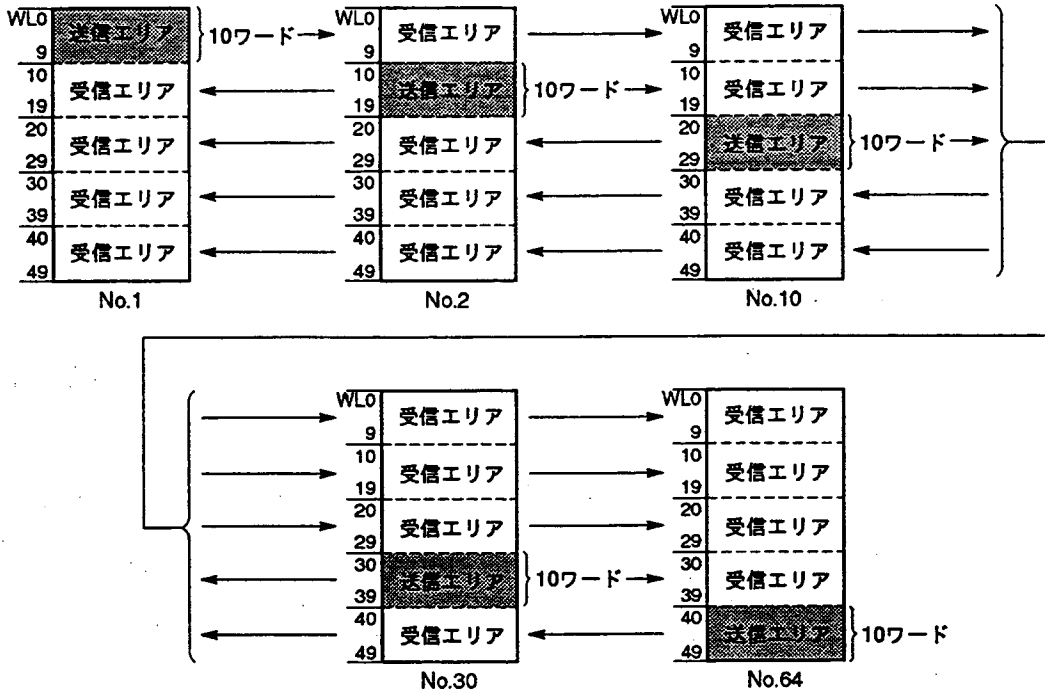 WL0 送信エリア 10ワード WL0 受信エリア WL0 受信エリア
9 9 9
10 受信エリア 10 送信エリア 10ワード 10 受信エリア
19 19 19
20 受信エリア 20 受信エリア 20 送信エリア 10ワード
29 29 29
30 受信エリア 30 受信エリア 30 受信エリア
39 39 39
40 受信エリア 40 受信エリア 40 受信エリア
49 49 49
No.1 No.2 No.10
WL0 受信エリア WL0 受信エリア
9 9
10 受信エリア 10 受信エリア
19 19
20 受信エリア 20 受信エリア
29 29
30 送信エリア 10ワード 30 受信エリア
39 39
40 受信エリア 40 送信エリア 10ワード
49 49
No.30 No.64